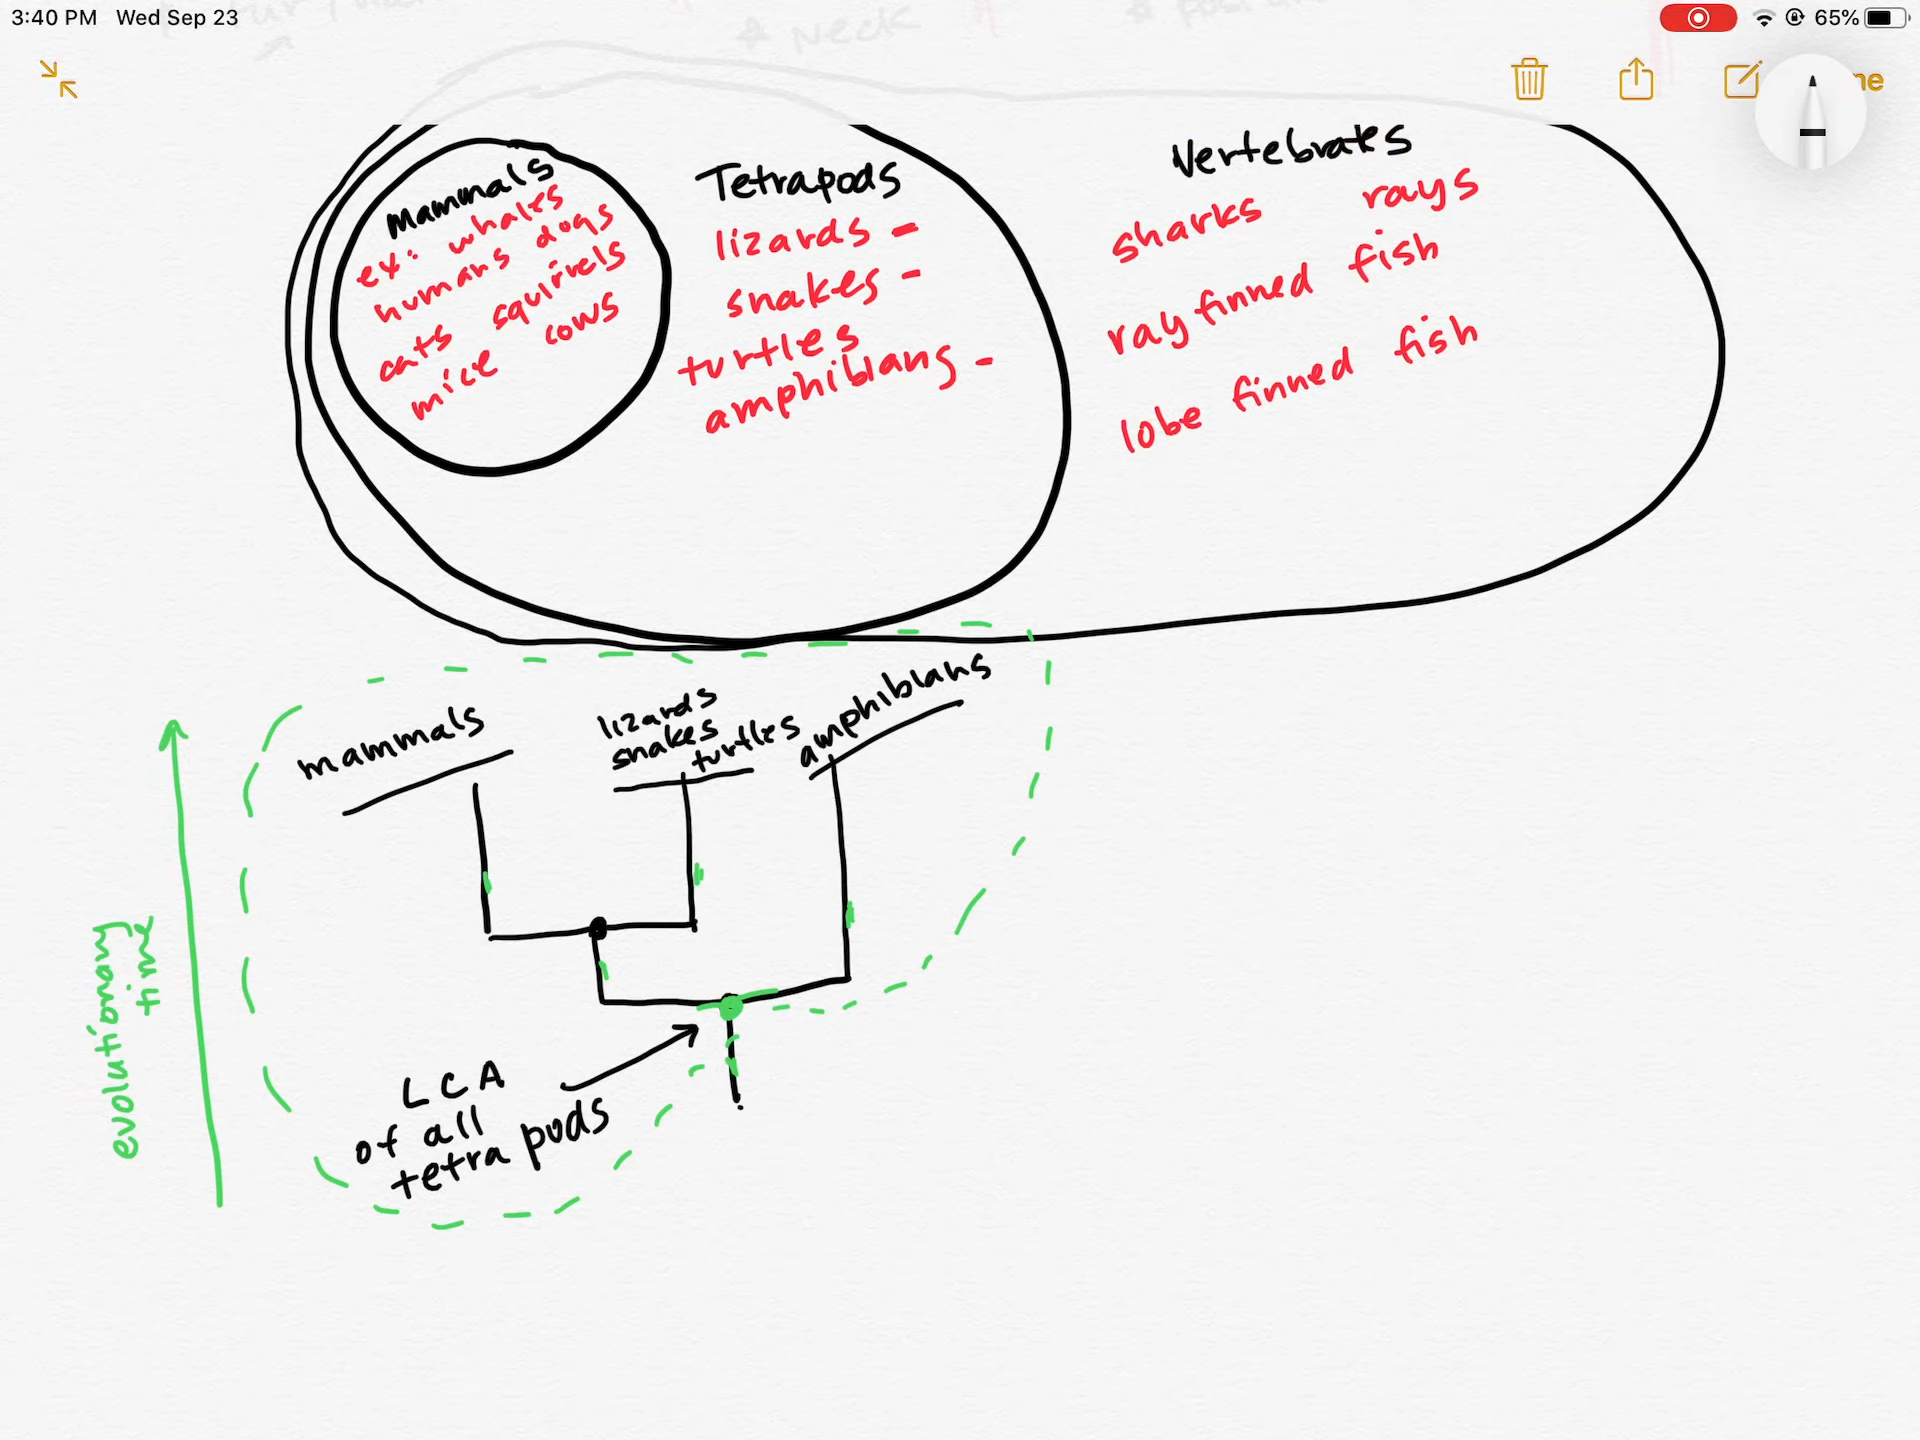 3:40 PM Wed Sep 23
65%
neck
Mammals
ex: whales
humans dogs
cats squirrels
mice cows
Tetrapods
lizards -
snakes -
turtles
amphibians -
Vertebrates
sharks rays
ray finned fish
lobe finned fish
mammals
lizards
snakes
turtles
amphibians
evolutionary
time
LCA
of all
tetrapods